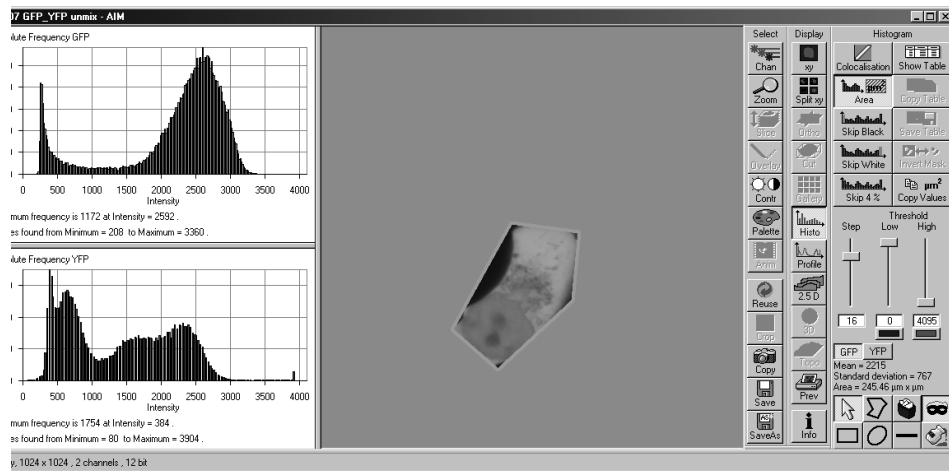 07 GFP_YFP unmix - AIM
lute Frequency GFP
0 500 1000 1500 2000 2500 3000 3500 4000
Intensity
mum frequency is 1172 at Intensity = 2592 .
es found from Minimum = 208 to Maximum = 3360 .
lute Frequency YFP
0 500 1000 1500 2000 2500 3000 3500 4000
Intensity
mum frequency is 1754 at Intensity = 384 .
es found from Minimum = 80 to Maximum = 3904 .
y, 1024 x 1024 , 2 channels , 12 bit
Select
Chan
Zoom
Slice
Overlay
Contr
Palette
Anim
Reuse
Crop
Copy
Save
AS
SaveAs
Display
xy
Split xy
Ortho
Cut
Gallery
Histo
Profile
2.5 D
3D
Topo
Prev
Info
Histogram
Colocalisation Show Table
Area Copy Table
Skip Black Save Table
Skip White Invert Mask
Skip 4 % Copy Values
Threshold
Step Low High
16 0 4095
GFP YFP
Mean = 2215
Standard deviation = 767
Area = 245.46 µm x µm